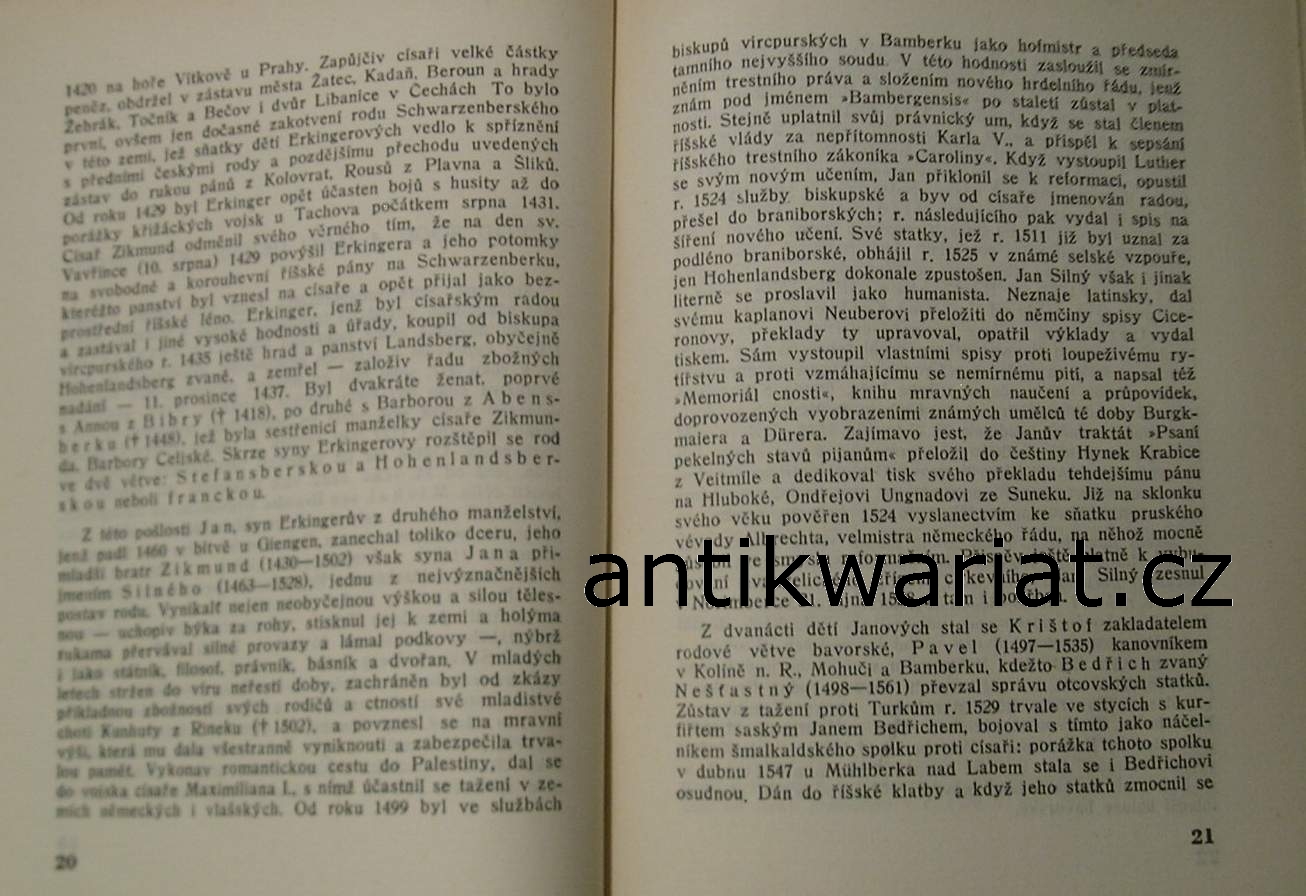 1420 na hoře Vítkově u Prahy. Zapůjčiv císaři velké částky
peněz, obdržel v zástavu města Žatec, Kadaň, Beroun a hrady
Žebrák, Točník a Bečov i dvůr Libanice v Čechách To bylo
první, ovšem jen dočasné zakotvení rodu Schwarzenberského
v této zemi, jež sňatky dětí Erkingerových vedlo k spříznění
s předními českými rody a pozdějšímu přechodu uvedených
zástav do rukou pánů z Kolovrat, Rousů z Plavna a Šliků.
Od roku 1429 byl Erkinger opět účasten bojů s husity až do
porážky křižáckých vojsk u Tachova počátkem srpna 1431.
Císař Zikmund odměnil svého věrného tím, že na den sv.
Vavřince (10. srpna) 1429 povýšil Erkingera a jeho potomky
na svobodné a korouhevní říšské pány na Schwarzenberku,
kteréžto panství byl vznesl na císaře a opět přijal jako bez-
prostřední říšské léno. Erkinger, jenž byl císařským radou
a zastával i jiné vysoké hodnosti a úřady, koupil od biskupa
vircpurského r. 1435 ještě hrad a panství Landsberg, obyčejně
Hohenlandsberg zvané, a zemřel — založiv řadu zbožných
nadání — 11. prosince 1437. Byl dvakráte ženat, poprvé
s Annou z Bibry († 1418), po druhé s Barborou z Abens-
berku († 1448), jež byla sestřenicí manželky císaře Zikmun-
da, Barbory Celjské. Skrze syny Erkingerovy rozštěpil se rod
ve dvě větve: Stefansberskou a Hohenlandsber-
skou neboli franckou.
Z této pošlosti Jan, syn Erkingerův z druhého manželství,
jenž padl 1460 v bitvě u Giengen, zanechal toliko dceru, jeho
mladší bratr Zikmund (1430—1502) však syna Jana pří-
jmením Silného (1463—1528), jednu z nejvýznačnějších
postav rodu. Vynikalť nejen neobyčejnou výškou a silou těles-
nou — uchopiv býka za rohy, stisknul jej k zemi a holýma
rukama přervával silné provazy a lámal podkovy —, nýbrž
i jako státník, filosof, právník, básník a dvořan. V mladých
letech stržen do víru neřestí doby, zachráněn byl od zkázy
příkladnou zbožností svých rodičů a ctností své mladistvé
choti Kunhuty z Rineku († 1502), a povznesl se na mravní
výši, která mu dala všestranně vyniknouti a zabezpečila trva-
lou paměť. Vykonav romantickou cestu do Palestiny, dal se
do vojska císaře Maximiliana I., s nímž účastnil se tažení v ze-
mích německých i vlašských. Od roku 1499 byl ve službách
20
biskupů vircpurských v Bamberku jako hofmistr a předseda
tamního nejvyššího soudu. V této hodnosti zasloužil se zmír-
něním trestního práva a složením nového hrdelního řádu, jenž
znám pod jménem »Bambergensis« po staletí zůstal v plat-
nosti. Stejně uplatnil svůj právnický um, když se stal členem
říšské vlády za nepřítomnosti Karla V., a přispěl k sepsání
říšského trestního zákoníka »Caroliny«. Když vystoupil Luther
se svým novým učením, Jan přiklonil se k reformaci, opustil
r. 1524 služby biskupské a byv od císaře jmenován radou,
přešel do braniborských; r. následujícího pak vydal i spis na
šíření nového učení. Své statky, jež r. 1511 již byl uznal za
podléno braniborské, obhájil r. 1525 v známé selské vzpouře,
jen Hohenlandsberg dokonale zpustošen. Jan Silný však i jinak
literně se proslavil jako humanista. Neznaje latinsky, dal
svému kaplanovi Neuberovi přeložiti do němčiny spisy Cice-
ronovy, překlady ty upravoval, opatřil výklady a vydal
tiskem. Sám vystoupil vlastními spisy proti loupeživému ry-
tířstvu a proti vzmáhajícímu se nemírnému pití, a napsal též
»Memoriál cnosti«, knihu mravných naučení a průpovídek,
doprovozených vyobrazeními známých umělců té doby Burgk-
maiera a Dürera. Zajímavo jest, že Janův traktát »Psaní
pekelných stavů pijanům« přeložil do češtiny Hynek Krabice
z Veitmíle a dedikoval tisk svého překladu tehdejšímu pánu
na Hluboké, Ondřejovi Ungnadovi ze Suneku. Již na sklonku
svého věku pověřen 1524 vyslanectvím ke sňatku pruského
vévody Albrechta, velmistra německého řádu, na něhož mocně
antikwariat.cz
Silný zesnul
Z dvanácti dětí Janových stal se Krištof zakladatelem
rodové větve bavorské, Pavel (1497—1535) kanovníkem
v Kolíně n. R., Mohuči a Bamberku, kdežto Bedřich zvaný
Nešťastný (1498—1561) převzal správu otcovských statků.
Zůstav z tažení proti Turkům r. 1529 trvale ve stycích s kur-
firtem saským Janem Bedřichem, bojoval s tímto jako náčel-
níkem šmalkaldského spolku proti císaři: porážka tohoto spolku
v dubnu 1547 u Mühlberka nad Labem stala se i Bedřichovi
osudnou. Dán do říšské klatby a když jeho statků zmocnil se
21